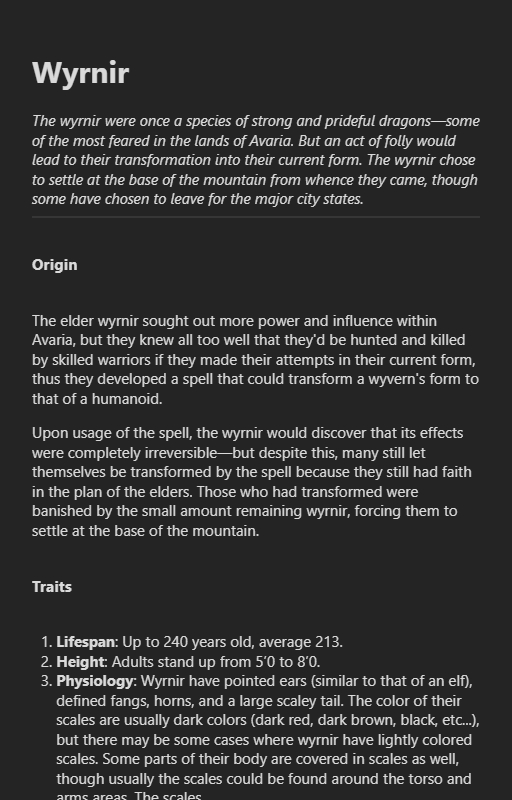 Wyrnir
The wyrnir were once a species of strong and prideful dragons—some
of the most feared in the lands of Avaria. But an act of folly would
lead to their transformation into their current form. The wyrnir chose
to settle at the base of the mountain from whence they came, though
some have chosen to leave for the major city states.
Origin
The elder wyrnir sought out more power and influence within
Avaria, but they knew all too well that they'd be hunted and killed
by skilled warriors if they made their attempts in their current form,
thus they developed a spell that could transform a wyvern's form to
that of a humanoid.
Upon usage of the spell, the wyrnir would discover that its effects
were completely irreversible—but despite this, many still let
themselves be transformed by the spell because they still had faith
in the plan of the elders. Those who had transformed were
banished by the small amount remaining wyrnir, forcing them to
settle at the base of the mountain.
Traits
1. Lifespan: Up to 240 years old, average 213.
2. Height: Adults stand up from 5'0 to 8'0.
3. Physiology: Wyrnir have pointed ears (similar to that of an elf),
defined fangs, horns, and a large scaley tail. The color of their
scales are usually dark colors (dark red, dark brown, black, etc...),
but there may be some cases where wyrnir have lightly colored
scales. Some parts of their body are covered in scales as well,
though usually the scales could be found around the torso and
arms areas. The scales